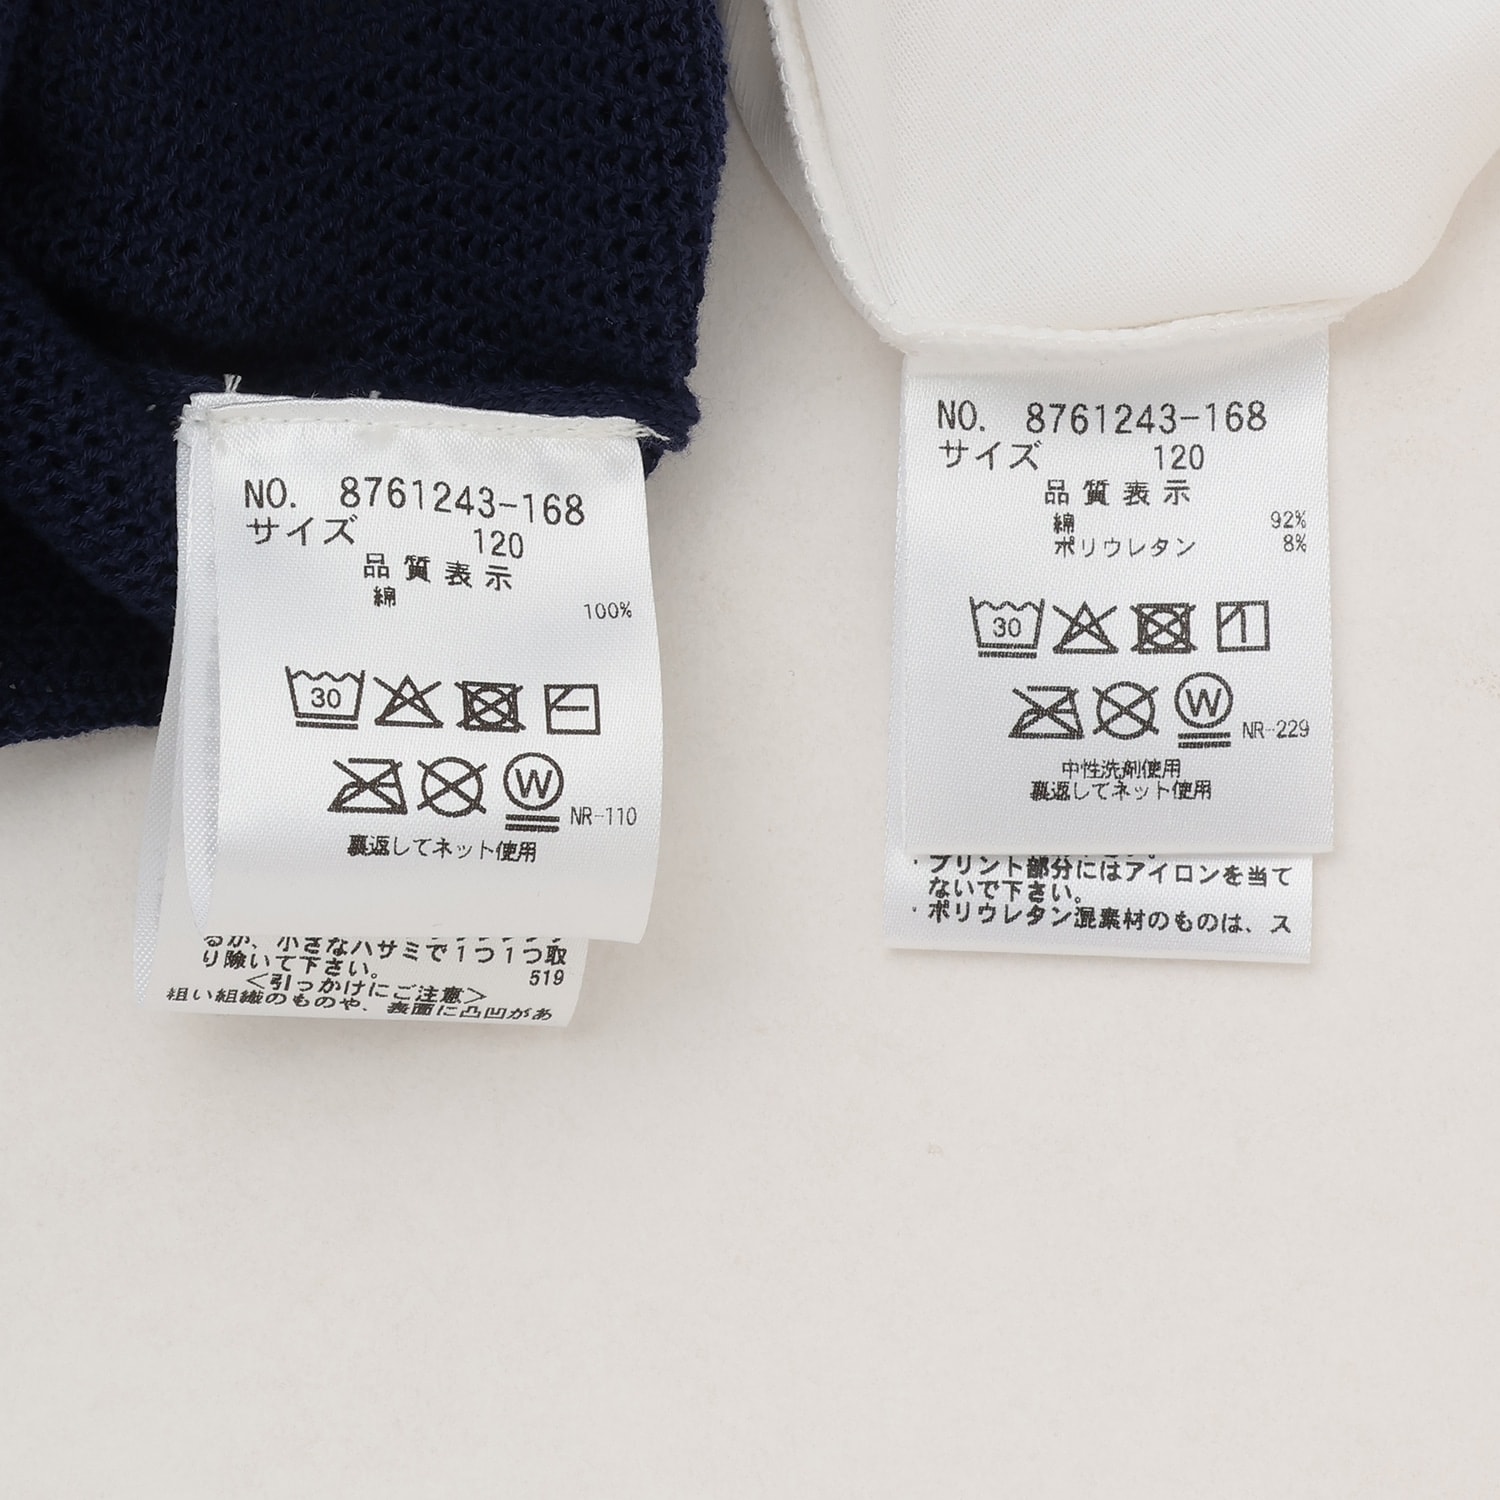 NO. 8761243-168
サイズ 120
品質表示
綿 100%
30
W NR-110
裏返してネット使用
るが、小さなハサミで1つ1つ取
り除いて下さい。
519
<引っかけにご注意>
粗い組織のものや、表面に凸凹があ
NO. 8761243-168
サイズ 120
品質表示
綿 92%
ポリウレタン 8%
30
W NR-229
中性洗剤使用
裏返してネット使用
・プリント部分にはアイロンを当て
ないで下さい。
・ポリウレタン混素材のものは、ス